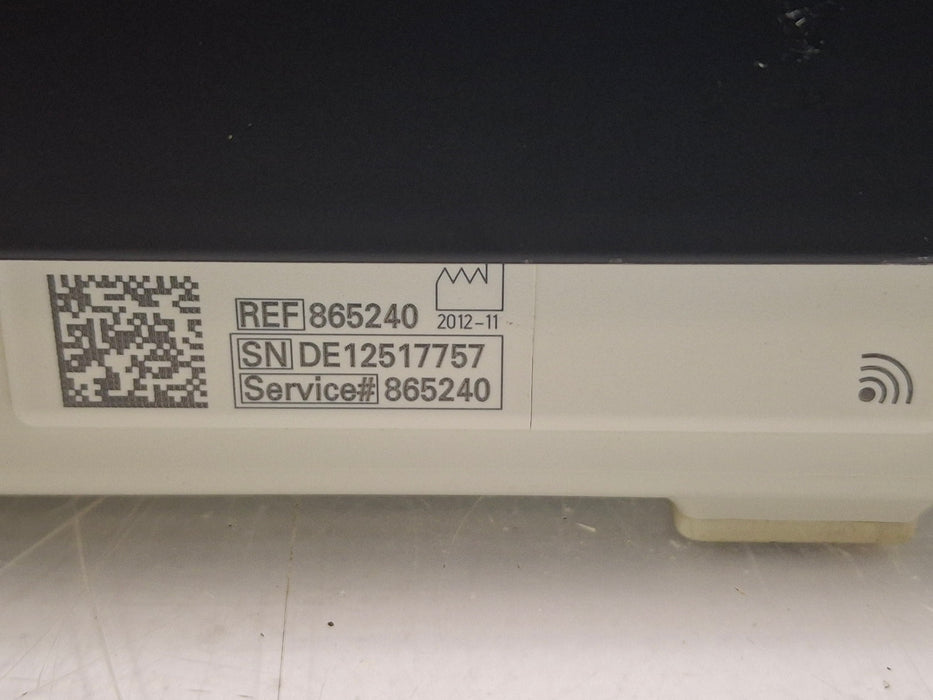 REF 865240
2012-11
SN DE12517757
Service# 865240